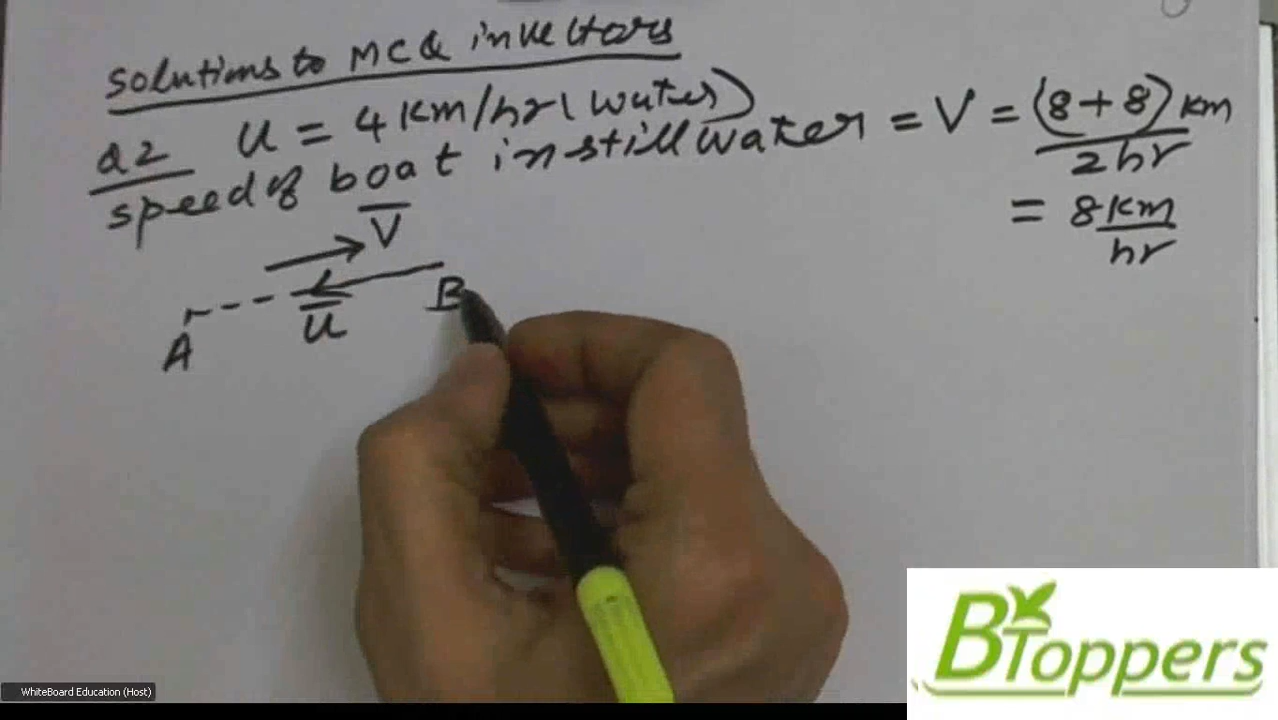 Solutions to MCQ in vectors
Q2 u = 4 km/hr (water)
speed of boat in still water = V = (8+8) km
2 hr
= 8 km
hr
V
u
A
B
BToppers
WhiteBoard Education (Host)